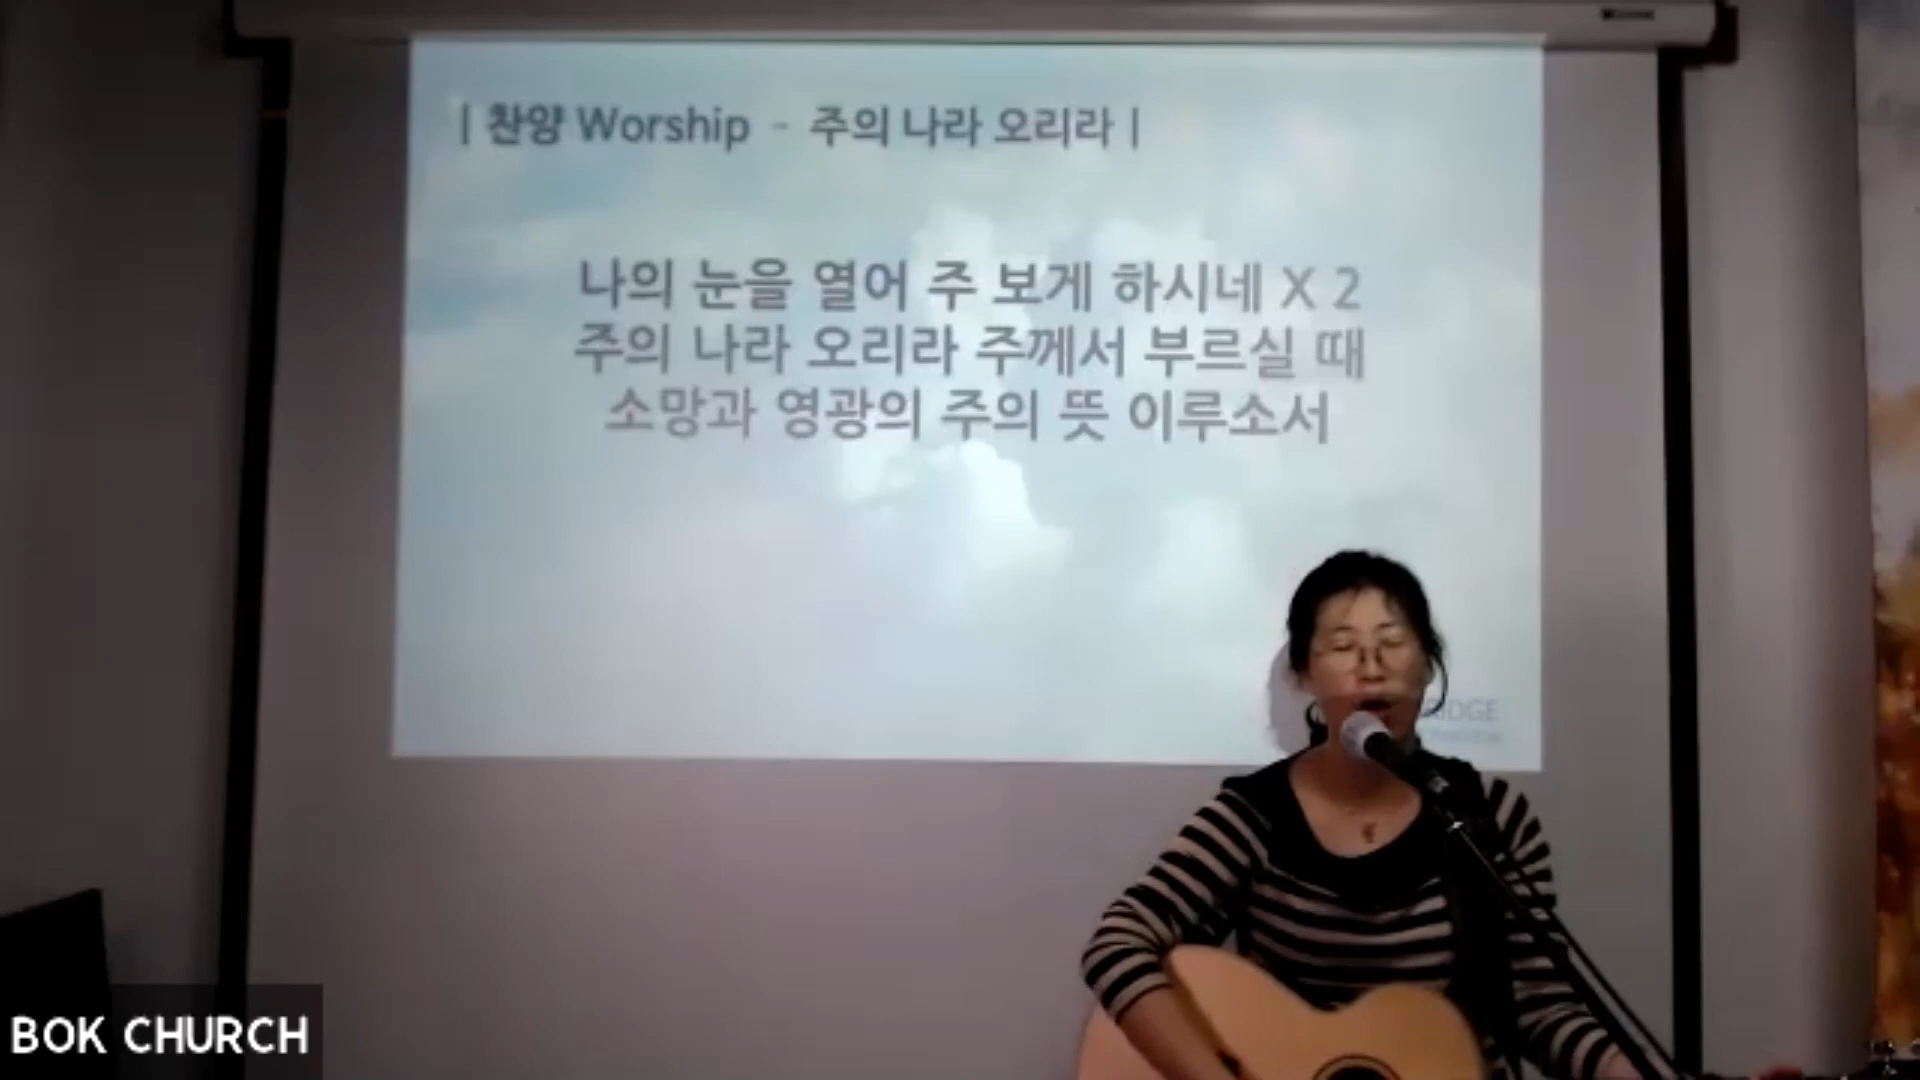 | 찬양 Worship - 주의 나라 오리라 |
나의 눈을 열어 주 보게 하시네 X 2
주의 나라 오리라 주께서 부르실 때
소망과 영광의 주의 뜻 이루소서
BOK CHURCH